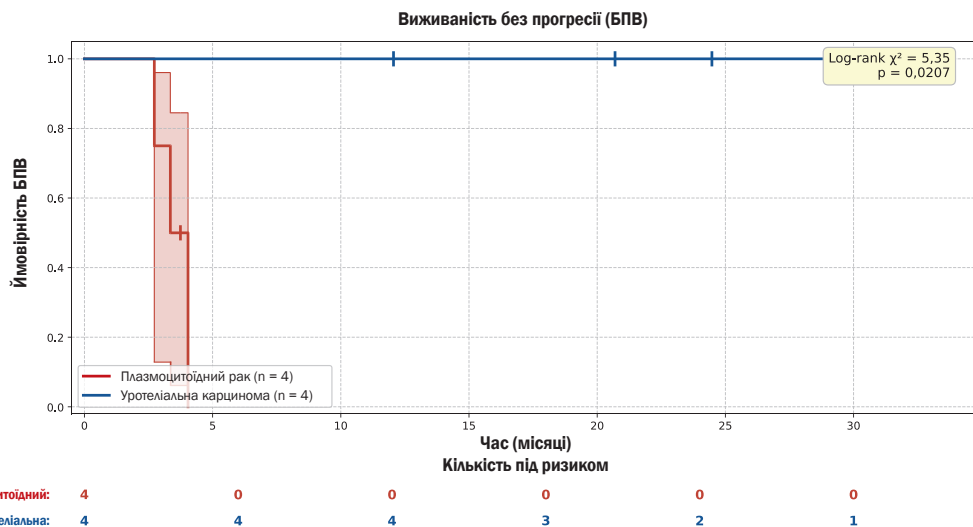 Виживаність без прогресії (БПВ)
Log-rank χ² = 5,35
p = 0,0207
Ймовірність БПВ
1.0
0.8
0.6
0.4
0.2
0.0
Плазмоцитоїдний рак (n = 4)
Уротеліальна карцинома (n = 4)
0 5 10 15 20 25 30
Час (місяці)
Кількість під ризиком
итоїдний: 4 0 0 0 0 0
еліальна: 4 4 4 3 2 1